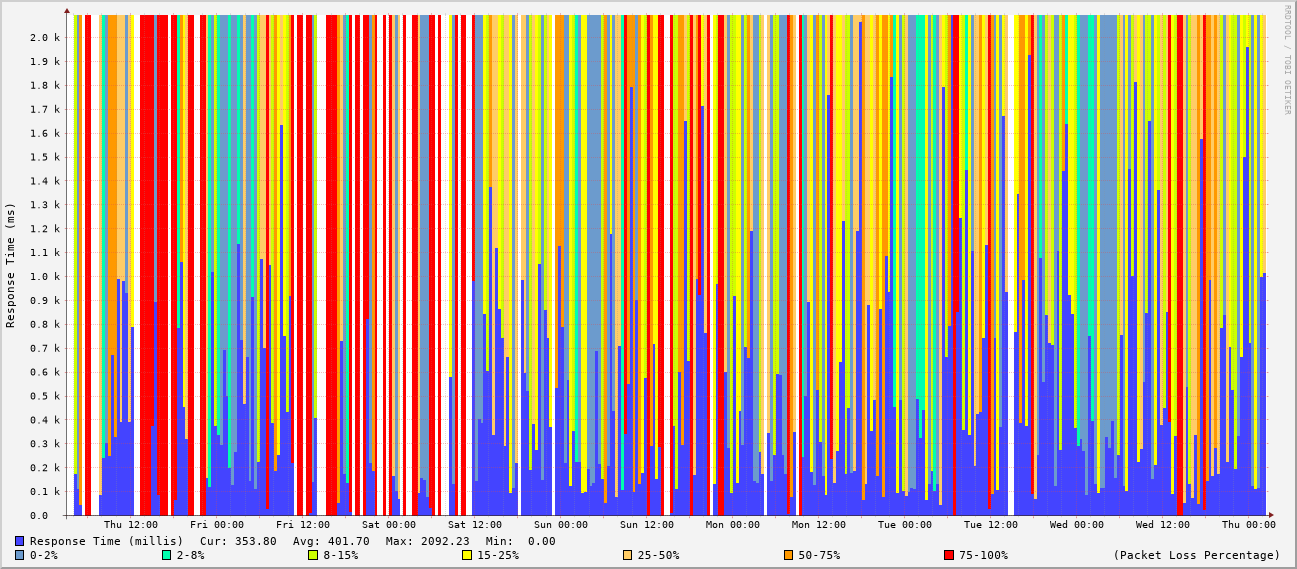 RRDTOOL / TOBI OETIKER
Response Time (ms)
2.0 k
1.9 k
1.8 k
1.7 k
1.6 k
1.5 k
1.4 k
1.3 k
1.2 k
1.1 k
1.0 k
0.9 k
0.8 k
0.7 k
0.6 k
0.5 k
0.4 k
0.3 k
0.2 k
0.1 k
0.0
Thu 12:00 Fri 00:00 Fri 12:00 Sat 00:00 Sat 12:00 Sun 00:00 Sun 12:00 Mon 00:00 Mon 12:00 Tue 00:00 Tue 12:00 Wed 00:00 Wed 12:00 Thu 00:00
Response Time (millis) Cur: 353.80 Avg: 401.70 Max: 2092.23 Min: 0.00
0-2% 2-8% 8-15% 15-25% 25-50% 50-75% 75-100% (Packet Loss Percentage)